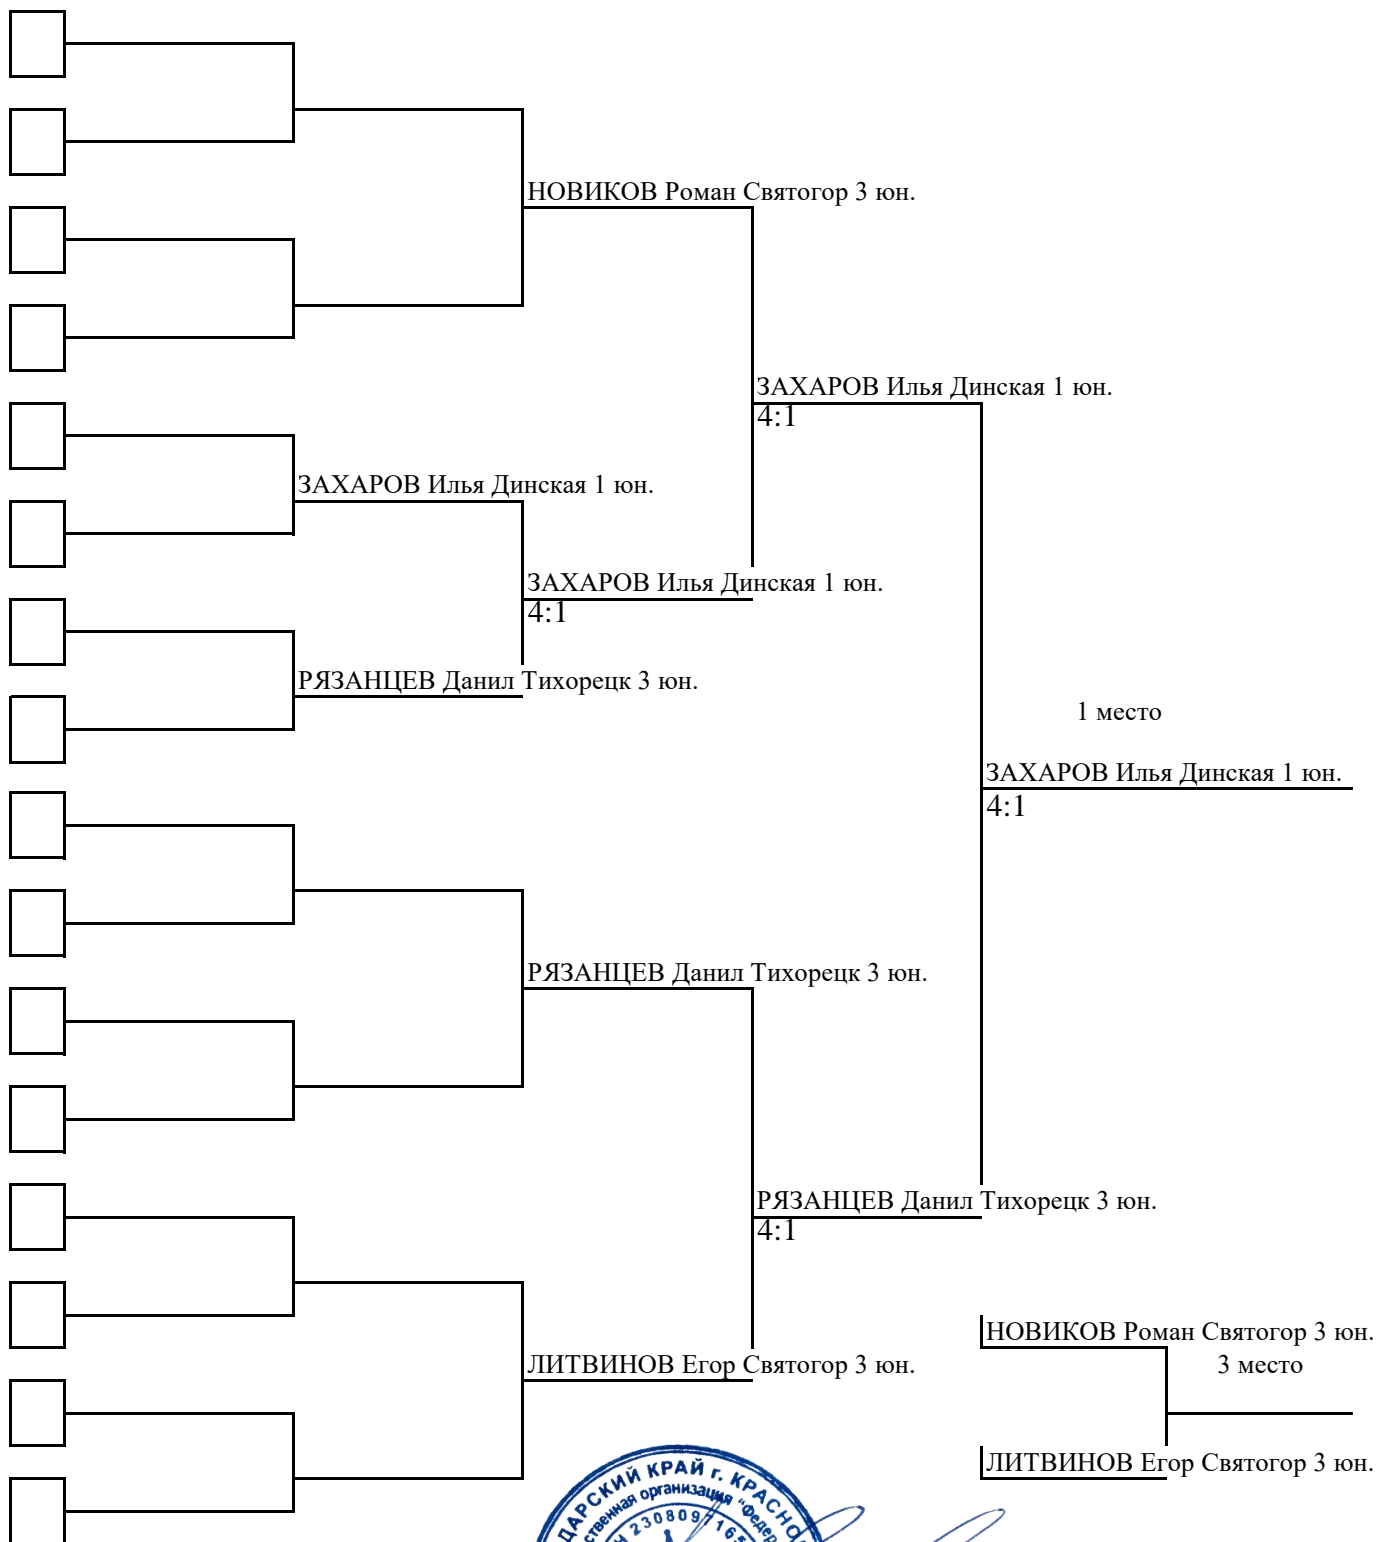 НОВИКОВ Роман Святогор 3 юн.
ЗАХАРОВ Илья Динская 1 юн.
4:1
ЗАХАРОВ Илья Динская 1 юн.
ЗАХАРОВ Илья Динская 1 юн.
4:1
РЯЗАНЦЕВ Данил Тихорецк 3 юн.
1 место
ЗАХАРОВ Илья Динская 1 юн.
4:1
РЯЗАНЦЕВ Данил Тихорецк 3 юн.
РЯЗАНЦЕВ Данил Тихорецк 3 юн.
4:1
НОВИКОВ Роман Святогор 3 юн.
ЛИТВИНОВ Егор Святогор 3 юн.
3 место
ЛИТВИНОВ Егор Святогор 3 юн.
КРАЙ г.
организация